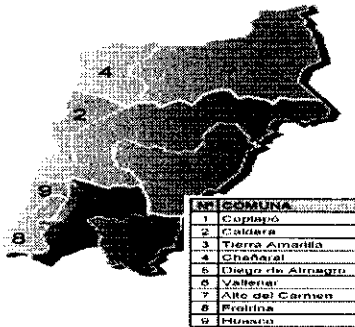 4
2
9
8
Nº COMUNA
1 Copiapó
2 Caldera
3 Tierra Amarilla
4 Chañaral
5 Diego de Almagro
6 Vallenar
7 Alto del Carmen
8 Freirina
9 Huasco